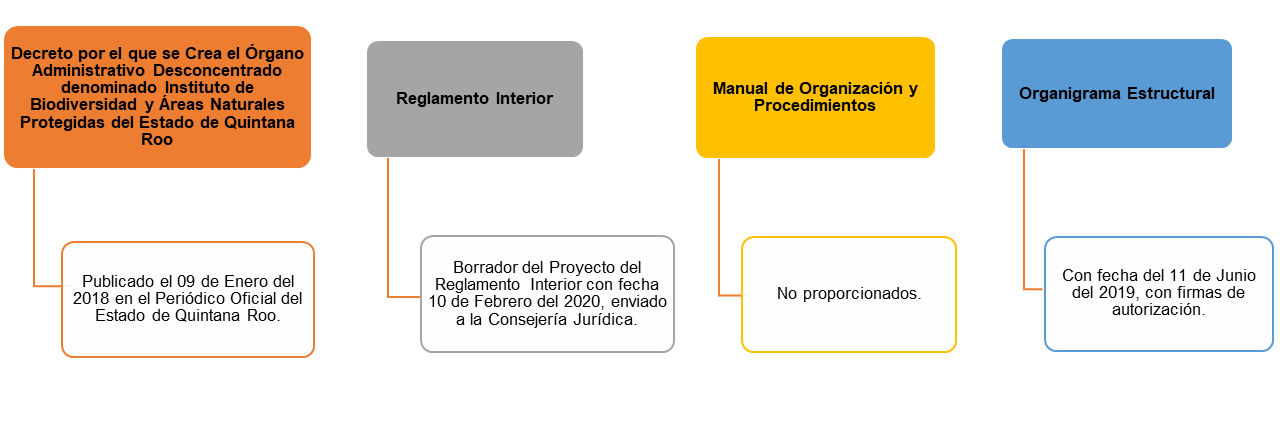 Decreto por el que se Crea el Órgano
Administrativo Desconcentrado
denominado Instituto de
Biodiversidad y Áreas Naturales
Protegidas del Estado de Quintana
Roo
Publicado el 09 de Enero del
2018 en el Periódico Oficial del
Estado de Quintana Roo.
Reglamento Interior
Borrador del Proyecto del
Reglamento Interior con fecha
10 de Febrero del 2020, enviado
a la Consejería Jurídica.
Manual de Organización y
Procedimientos
No proporcionados.
Organigrama Estructural
Con fecha del 11 de Junio
del 2019, con firmas de
autorización.